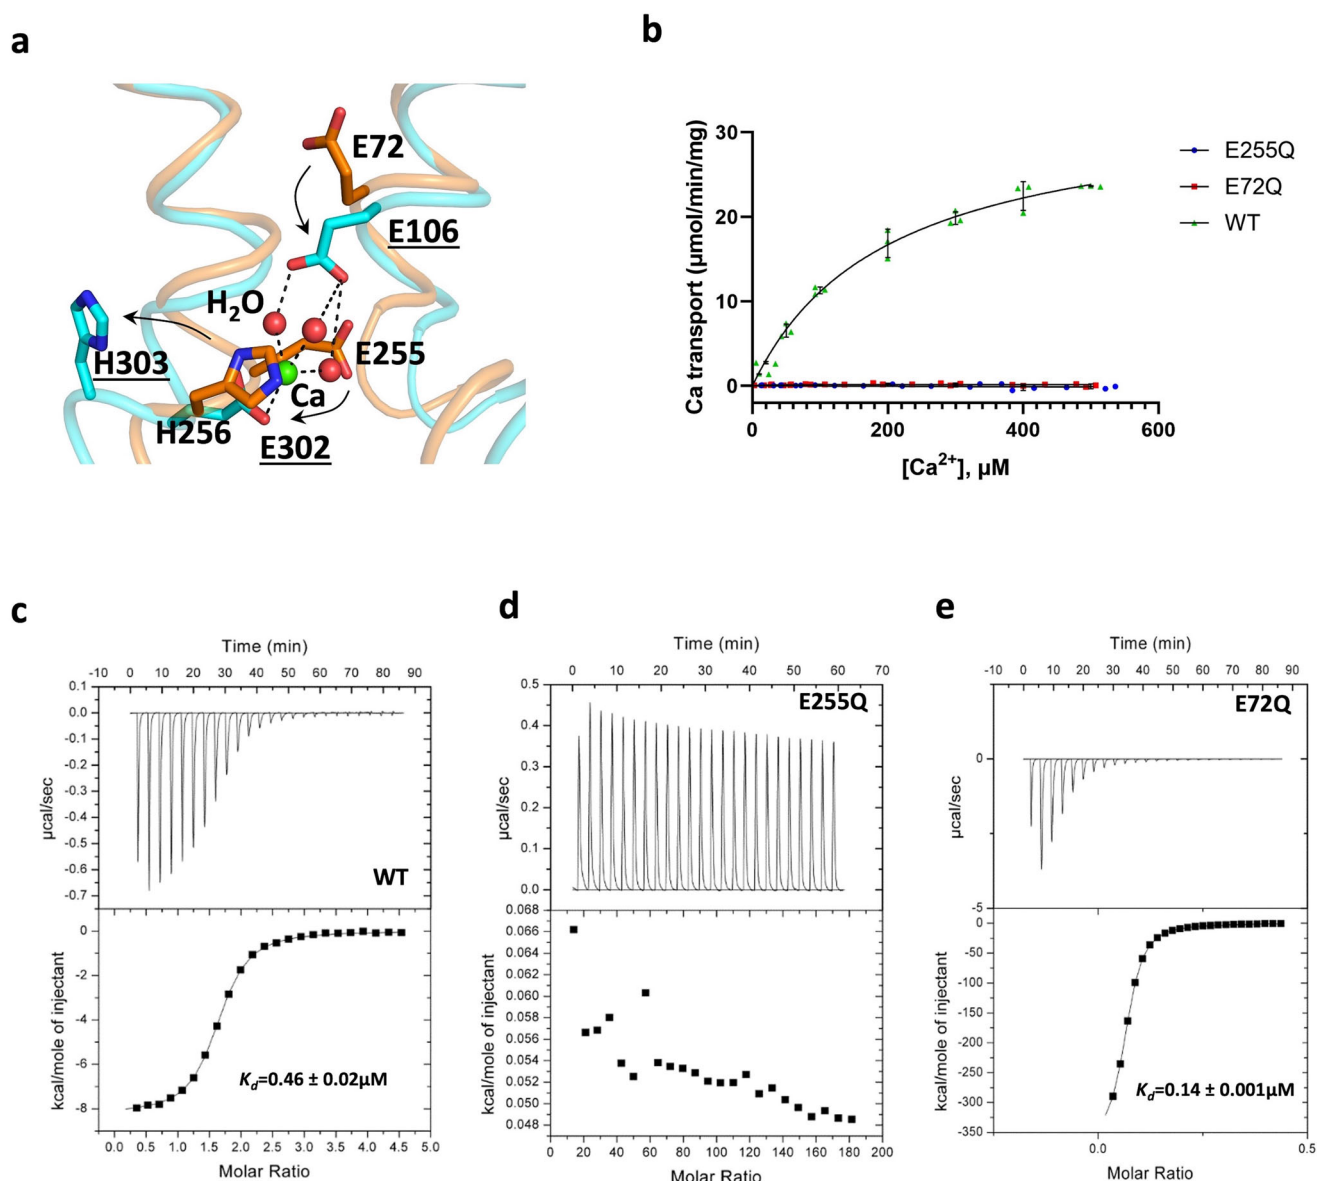 a
E72
E106
H₂O
H303
E255
Ca
H256
E302
b
Ca transport (µmol/min/mg)
30
20
10
0
0 200 400 600
[Ca²⁺], µM
E255Q
E72Q
WT
c
Time (min)
-10 0 10 20 30 40 50 60 70 80 90
0.1
0.0
-0.1
-0.2
-0.3
-0.4
-0.5
-0.6
-0.7
µcal/sec
WT
0
-2
-4
-6
-8
kcal/mole of injectant
K_d=0.46 ± 0.02µM
0.0 0.5 1.0 1.5 2.0 2.5 3.0 3.5 4.0 4.5 5.0
Molar Ratio
d
Time (min)
0 10 20 30 40 50 60 70
0.5
0.4
0.3
0.2
0.1
0.0
µcal/sec
E255Q
0.068
0.066
0.064
0.062
0.060
0.058
0.056
0.054
0.052
0.050
0.048
kcal/mole of injectant
0 20 40 60 80 100 120 140 160 180 200
Molar Ratio
e
Time (min)
-10 0 10 20 30 40 50 60 70 80 90
0
-5
µcal/sec
E72Q
0
-50
-100
-150
-200
-250
-300
-350
kcal/mole of injectant
K_d=0.14 ± 0.001µM
0.0 0.5
Molar Ratio